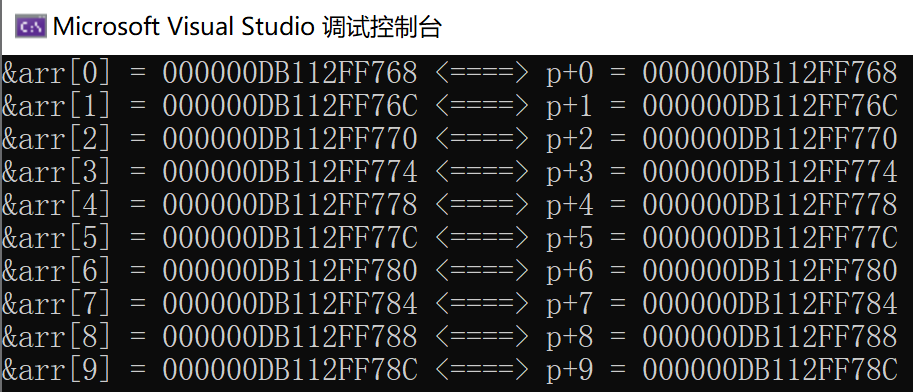 C:\ Microsoft Visual Studio 调试控制台
&arr[0] = 000000DB112FF768 <====> p+0 = 000000DB112FF768
&arr[1] = 000000DB112FF76C <====> p+1 = 000000DB112FF76C
&arr[2] = 000000DB112FF770 <====> p+2 = 000000DB112FF770
&arr[3] = 000000DB112FF774 <====> p+3 = 000000DB112FF774
&arr[4] = 000000DB112FF778 <====> p+4 = 000000DB112FF778
&arr[5] = 000000DB112FF77C <====> p+5 = 000000DB112FF77C
&arr[6] = 000000DB112FF780 <====> p+6 = 000000DB112FF780
&arr[7] = 000000DB112FF784 <====> p+7 = 000000DB112FF784
&arr[8] = 000000DB112FF788 <====> p+8 = 000000DB112FF788
&arr[9] = 000000DB112FF78C <====> p+9 = 000000DB112FF78C